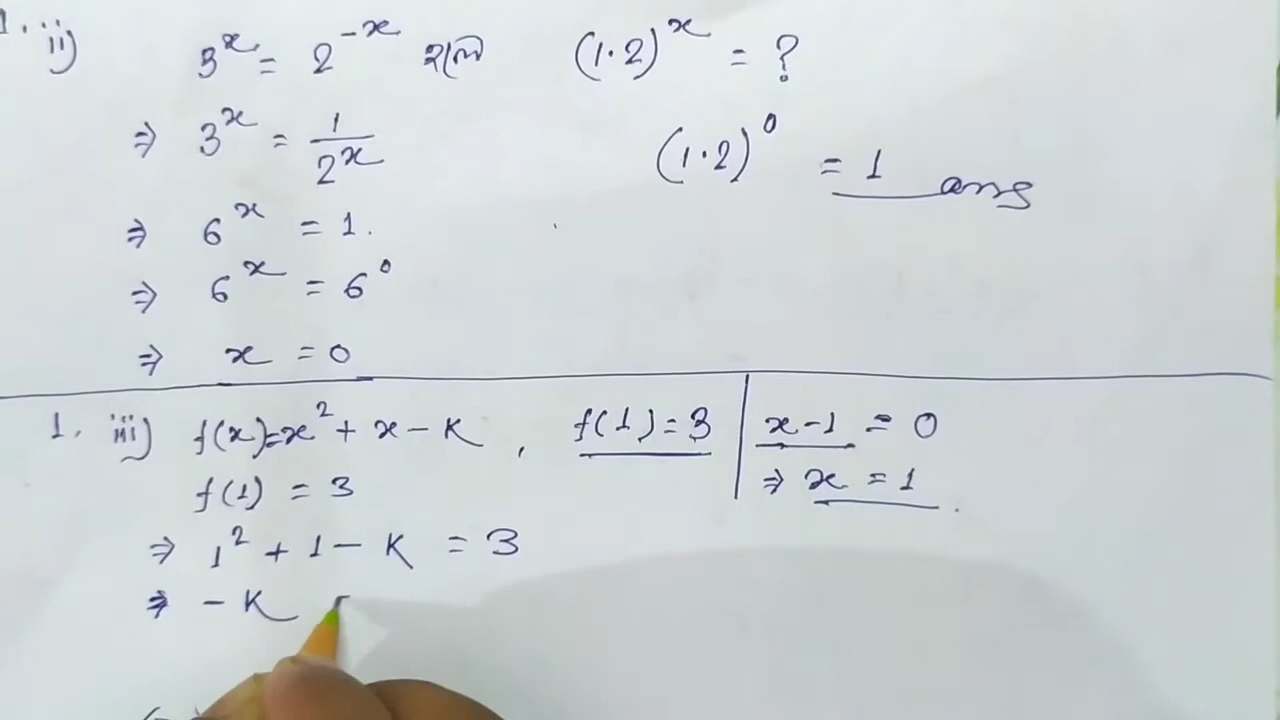 1. ii) 3^x = 2^-x হলে (1.2)^x = ?
⇒ 3^x = 1/2^x
(1.2)^0 = 1 ans
⇒ 6^x = 1.
⇒ 6^x = 6^0
⇒ x = 0
1. iii) f(x)=x^2 + x - K, f(1) = 3
x-1 = 0
f(1) = 3
⇒ x = 1.
⇒ 1^2 + 1 - K = 3
⇒ - K